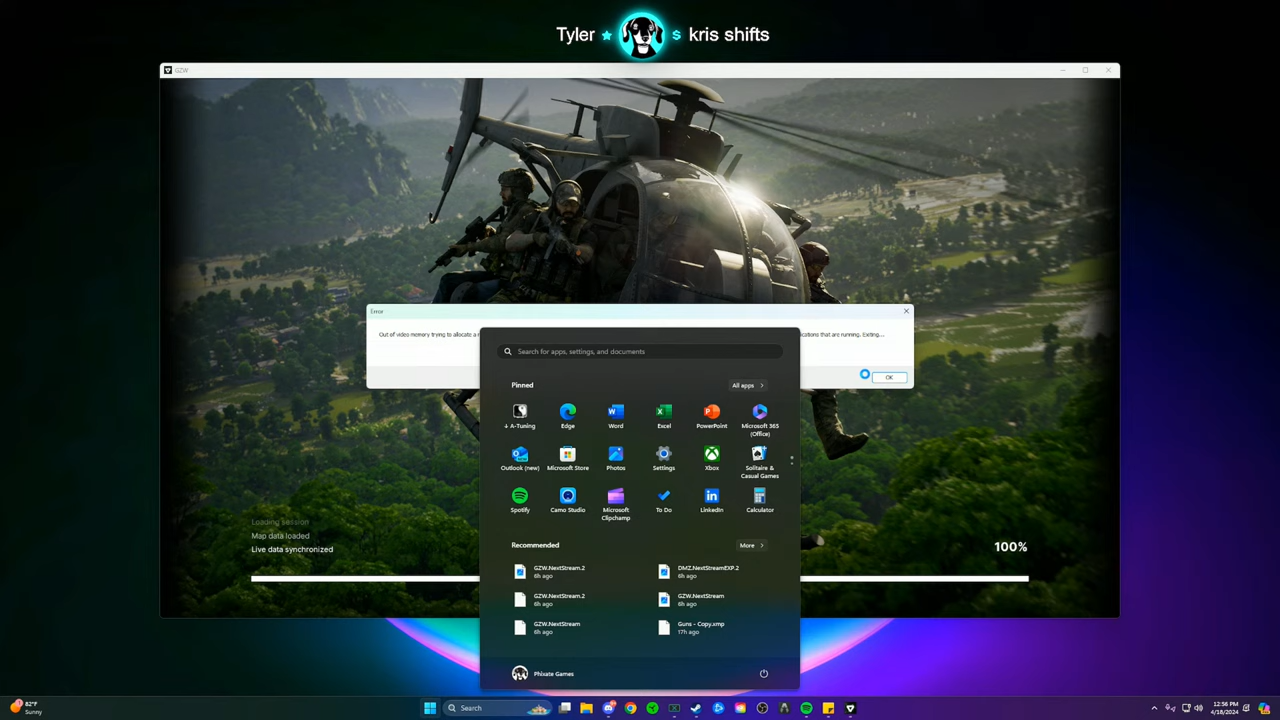 Tyler
$ kris shifts
GZW
Error
Out of video memory trying to allocate a
ications that are running. Exiting...
OK
Search for apps, settings, and documents
Pinned
All apps
A-Tuning
Edge
Word
Excel
PowerPoint
Microsoft 365
(Office)
Outlook (new)
Microsoft Store
Photos
Settings
Xbox
Solitaire &
Casual Games
Spotify
Camo Studio
Microsoft
Clipchamp
To Do
LinkedIn
Calculator
Loading session
Map data loaded
Live data synchronized
100%
Recommended
More
GZW.NextStream.2
6h ago
DMZ.NextStreamEXP.2
6h ago
GZW.NextStream.2
6h ago
GZW.NextStream
6h ago
GZW.NextStream
6h ago
Guns - Copy.xmp
17h ago
Phixate Games
82°F
Sunny
Search
12:56 PM
4/18/2024